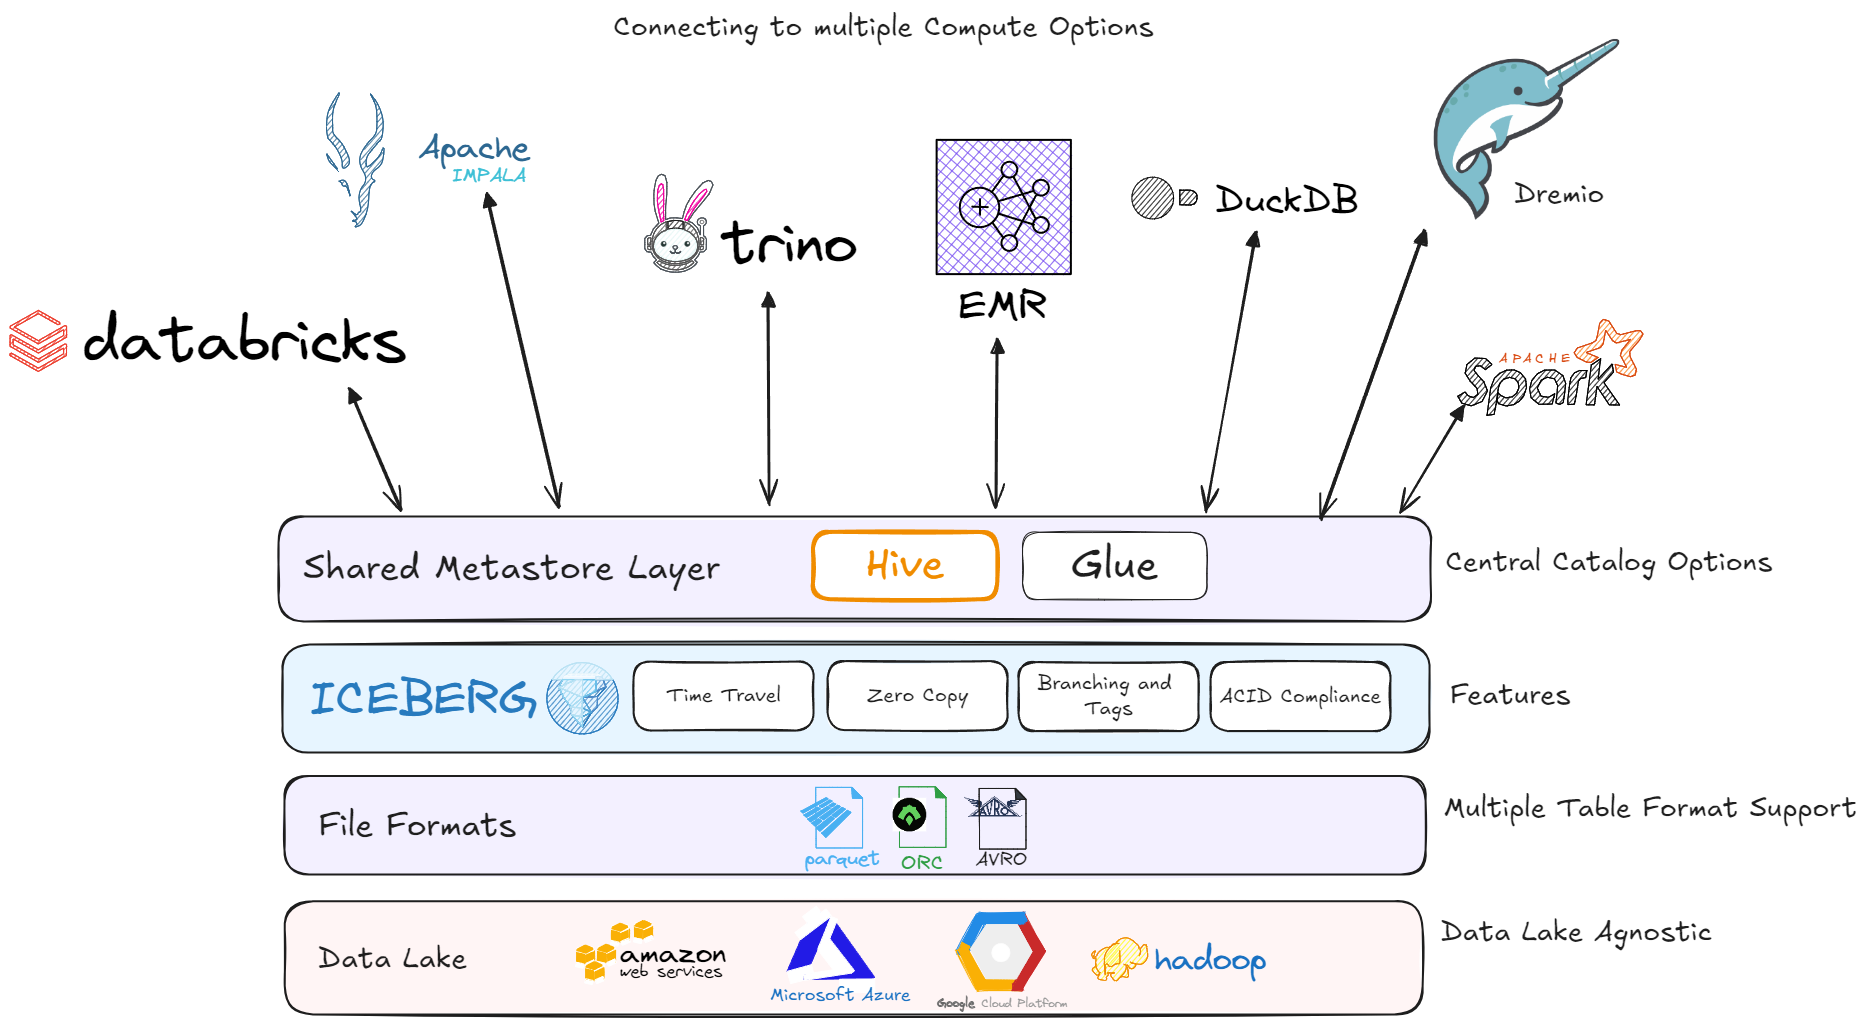 Connecting to multiple Compute Options
Apache
IMPALA
trino
EMR
DuckDB
Dremio
databricks
APACHE
Spark
Shared Metastore Layer
Hive
Glue
Central Catalog Options
ICEBERG
Time Travel
Zero Copy
Branching and
Tags
ACID Compliance
Features
File Formats
parquet
ORC
AVRO
AVRO
Multiple Table Format Support
Data Lake
amazon
web services
Microsoft Azure
Google Cloud Platform
hadoop
Data Lake Agnostic